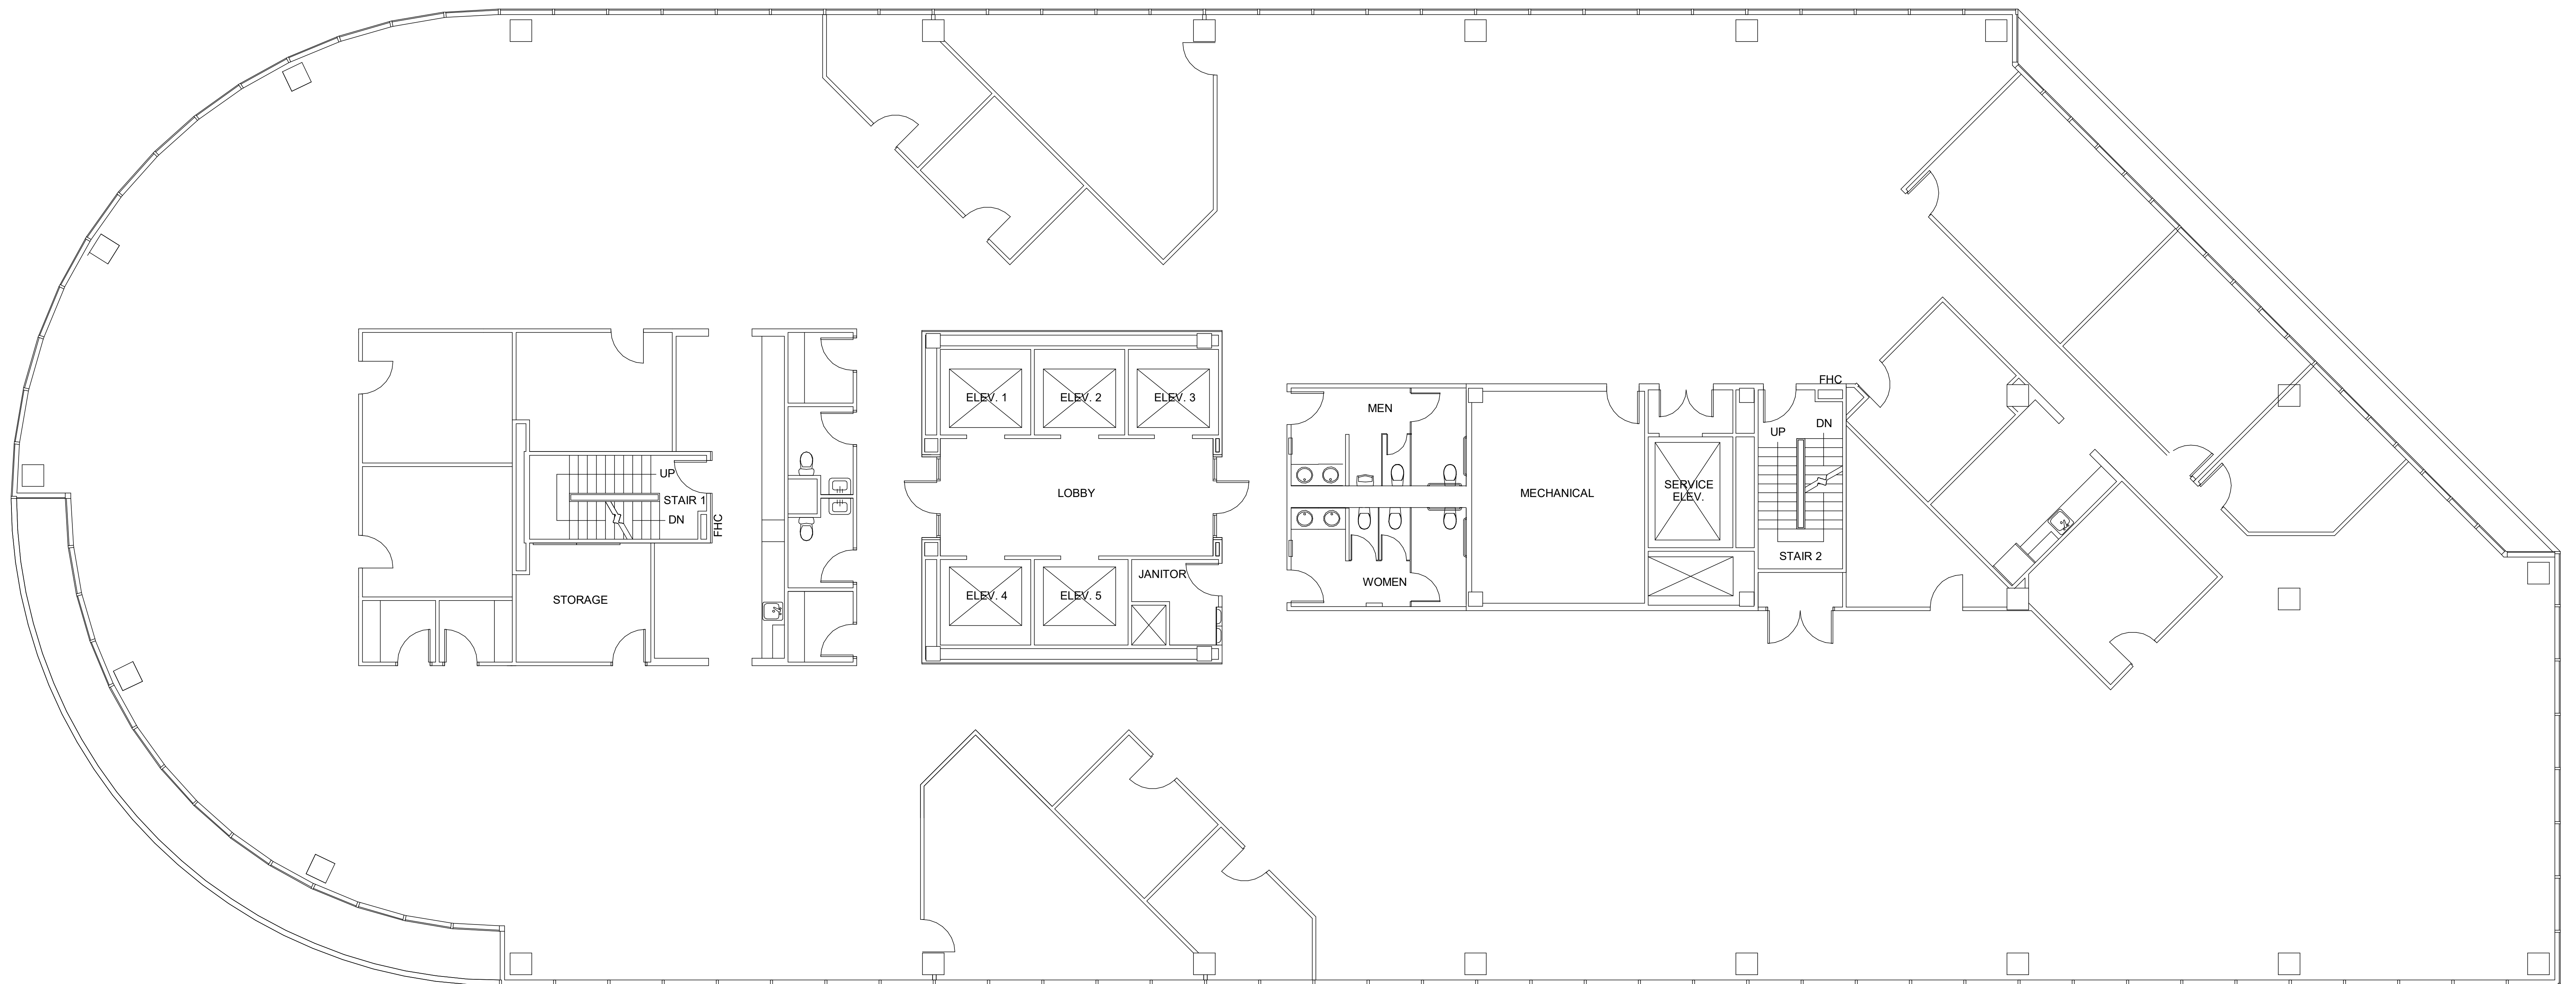 ELEV. 1
ELEV. 2
ELEV. 3
MEN
FHC
UP
DN
UP
STAIR 1
DN
FHC
LOBBY
MECHANICAL
SERVICE
ELEV.
STAIR 2
JANITOR
WOMEN
STORAGE
ELEV. 4
ELEV. 5